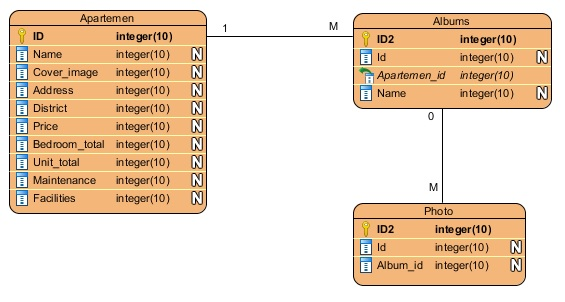 Apartemen
ID integer(10)
Name integer(10) N
Cover_image integer(10) N
Address integer(10) N
District integer(10) N
Price integer(10) N
Bedroom_total integer(10) N
Unit_total integer(10) N
Maintenance integer(10) N
Facilities integer(10) N
1 M
Albums
ID2 integer(10)
Id integer(10) N
Apartemen_id integer(10)
Name integer(10) N
0
M
Photo
ID2 integer(10)
Id integer(10) N
Album_id integer(10) N